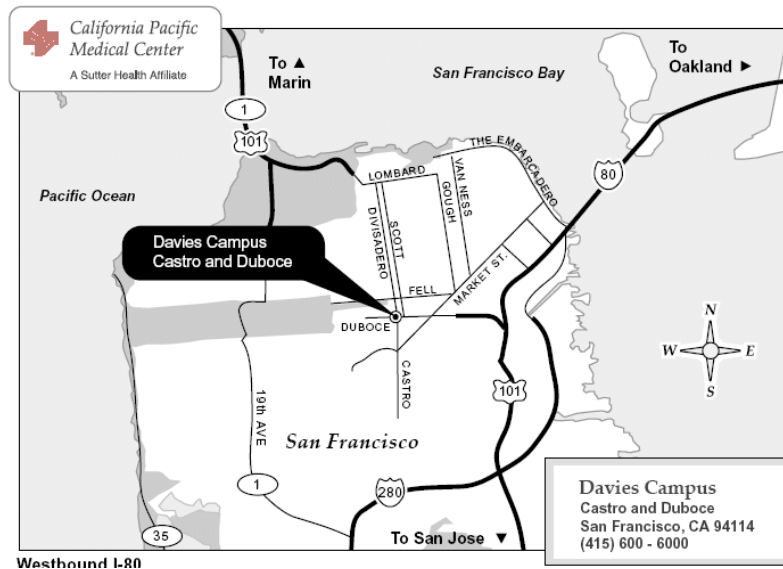 California Pacific
Medical Center
A Sutter Health Affiliate
To ▲
Marin
San Francisco Bay
To
Oakland ►
1
101
THE EMBARCADERO
80
LOMBARD
VAN NESS
GOUGH
Pacific Ocean
SCOTT
DIVISADERO
Davies Campus
Castro and Duboce
MARKET ST.
FELL
DUBOCE
N
W
E
S
CASTRO
101
19th AVE
San Francisco
1
280
35
To San Jose ▼
Davies Campus
Castro and Duboce
San Francisco, CA 94114
(415) 600 - 6000
Westbound I-80